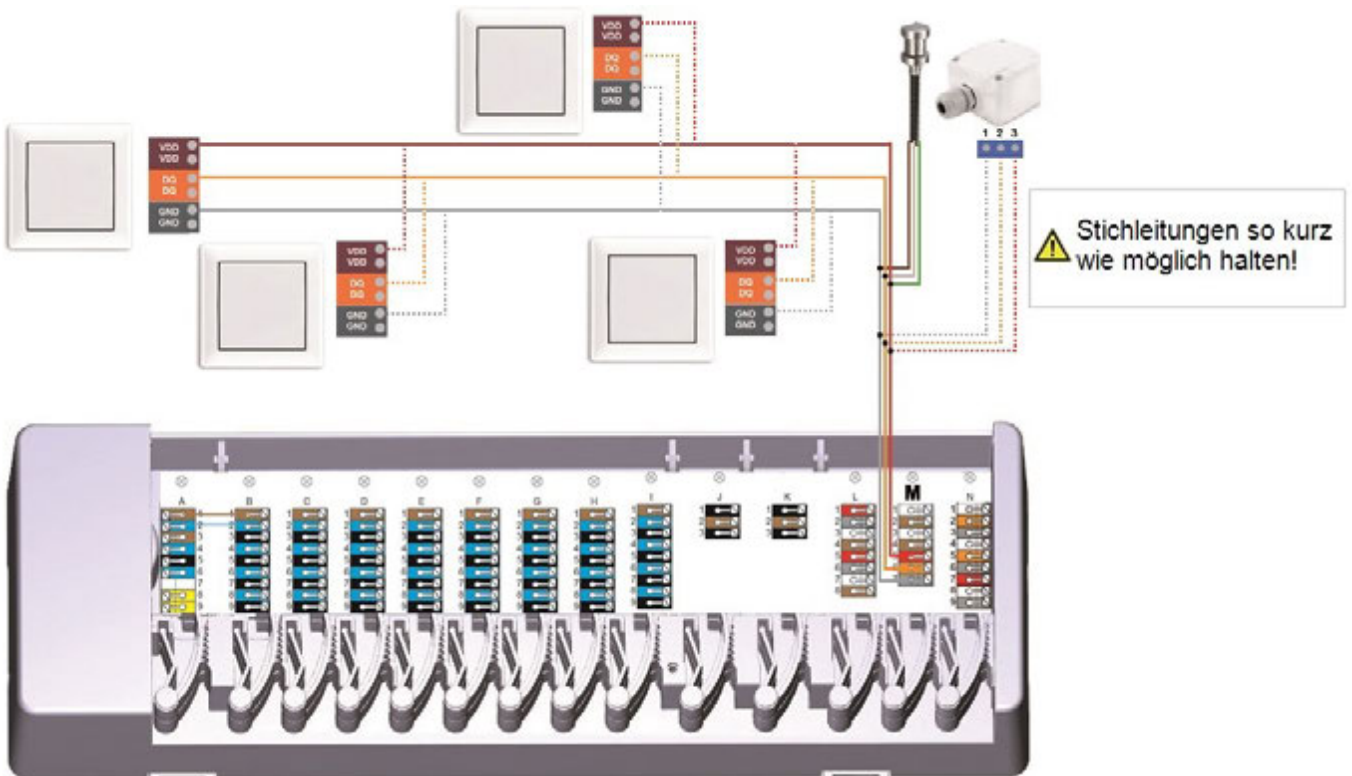 VDD
VDD
DQ
DQ
GND
GND
VDD
VDD
DQ
DQ
GND
GND
1 2 3
VDD
VDD
DQ
DQ
GND
GND
VDD
VDD
DQ
DQ
GND
GND
Stichleitungen so kurz
wie möglich halten!
A B C D E F G H I J K L M N